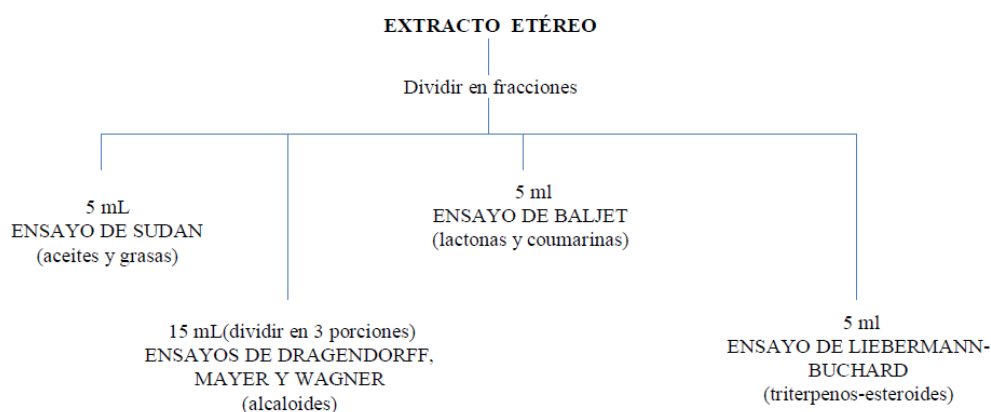 EXTRACTO ETÉREO
Dividir en fracciones
5 mL
ENSAYO DE SUDAN
(aceites y grasas)
15 mL(dividir en 3 porciones)
ENSAYOS DE DRAGENDORFF,
MAYER Y WAGNER
(alcaloides)
5 ml
ENSAYO DE BALJET
(lactonas y coumarinas)
5 ml
ENSAYO DE LIEBERMANN-
BUCHARD
(triterpenos-esteroides)